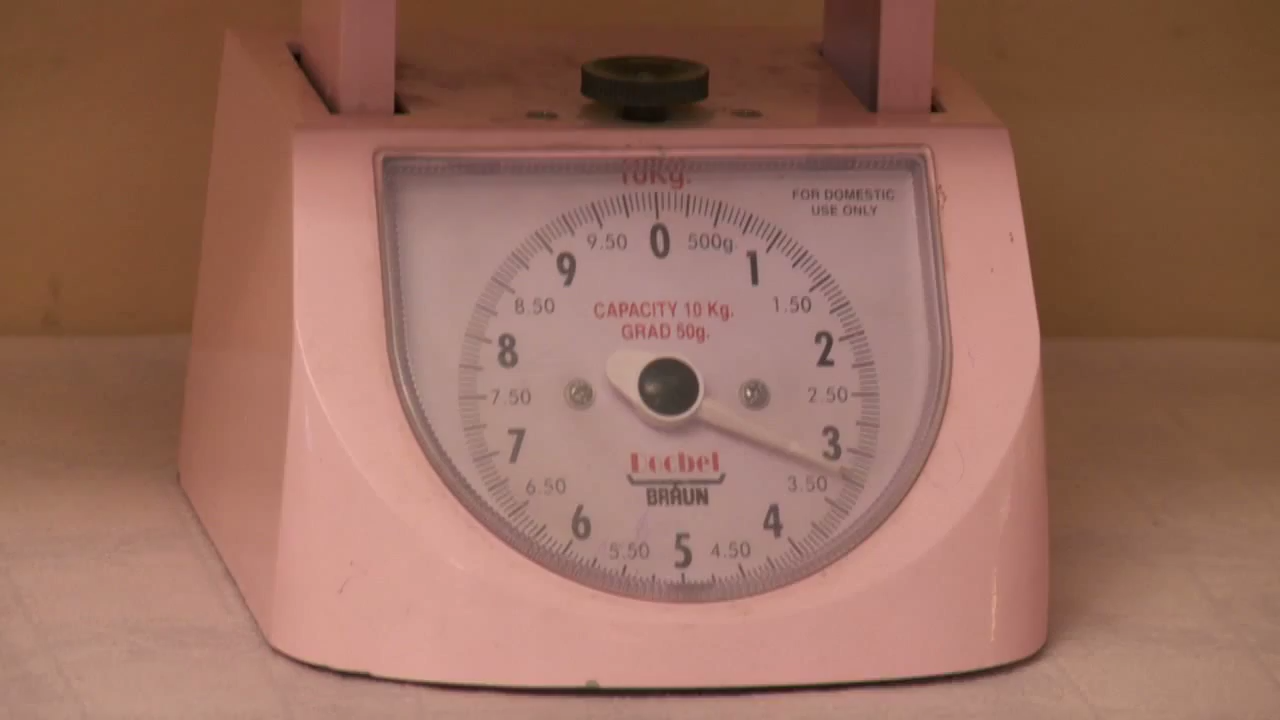 10Kg.
FOR DOMESTIC
USE ONLY
0
9.50
500g.
9
1
8.50
1.50
CAPACITY 10 Kg.
GRAD 50g.
8
2
7.50
2.50
7
3
Docbel
BRAUN
6.50
3.50
6
4
5.50
5
4.50